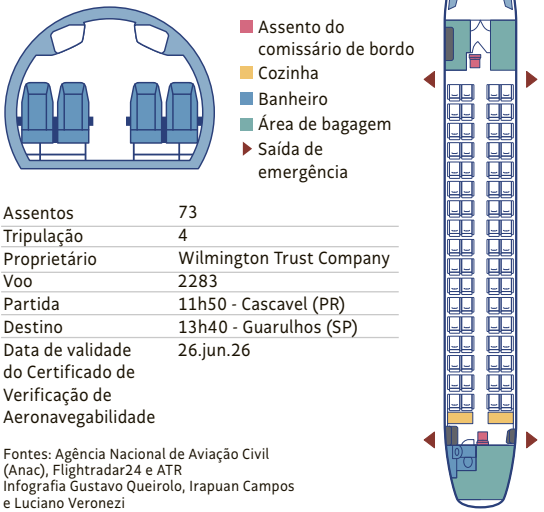 Assento do
comissário de bordo
Cozinha
Banheiro
Área de bagagem
Saída de
emergência
Assentos 73
Tripulação 4
Proprietário Wilmington Trust Company
Voo 2283
Partida 11h50 - Cascavel (PR)
Destino 13h40 - Guarulhos (SP)
Data de validade 26.jun.26
do Certificado de
Verificação de
Aeronavegabilidade
Fontes: Agência Nacional de Aviação Civil
(Anac), Flightradar24 e ATR
Infografia Gustavo Queirolo, Irapuan Campos
e Luciano Veronezi